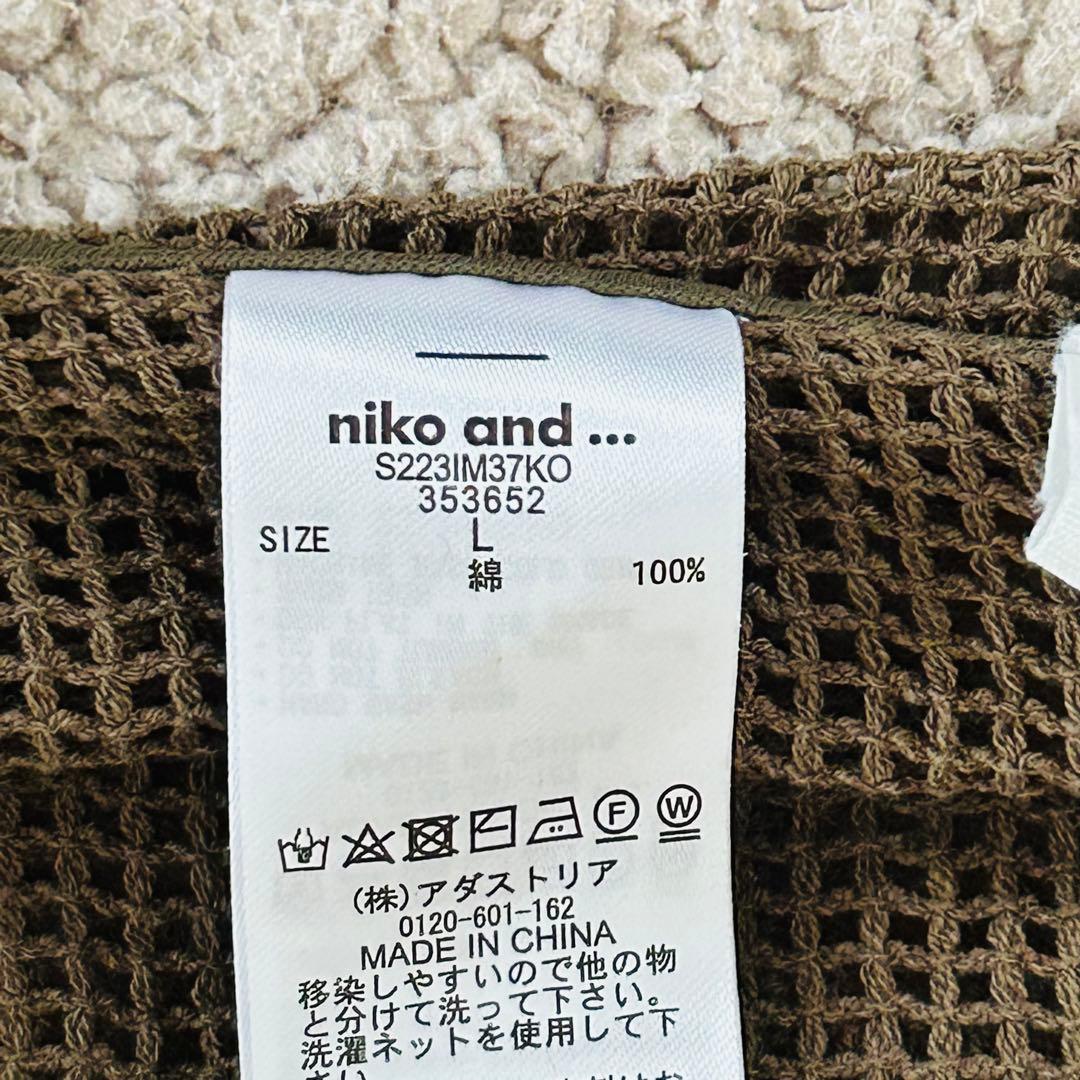 niko and ...
S223IM37KO
353652
SIZE L
綿 100%
F W
(株)アダストリア
0120-601-162
MADE IN CHINA
移染しやすいので他の物
と分けて洗って下さい。
洗濯ネットを使用して下
さい